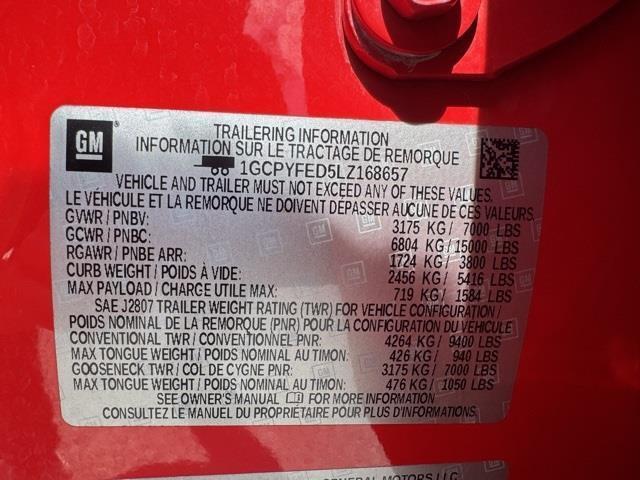 GM
TRAILERING INFORMATION
INFORMATION SUR LE TRACTAGE DE REMORQUE
1GCPYFED5LZ168657
VEHICLE AND TRAILER MUST NOT EXCEED ANY OF THESE VALUES.
LE VÉHICULE ET LA REMORQUE NE DOIVENT DÉPASSER AUCUNE DE CES VALEURS.
GVWR / PNBV: 3175 KG / 7000 LBS
GCWR / PNBC: 6804 KG / 15000 LBS
RGAWR / PNBE ARR: 1724 KG / 3800 LBS
CURB WEIGHT / POIDS À VIDE: 2456 KG / 5416 LBS
MAX PAYLOAD / CHARGE UTILE MAX: 719 KG / 1584 LBS
SAE J2807 TRAILER WEIGHT RATING (TWR) FOR VEHICLE CONFIGURATION /
POIDS NOMINAL DE LA REMORQUE (PNR) POUR LA CONFIGURATION DU VÉHICULE
CONVENTIONAL TWR / CONVENTIONNEL PNR: 4264 KG / 9400 LBS
MAX TONGUE WEIGHT / POIDS NOMINAL AU TIMON: 426 KG / 940 LBS
GOOSENECK TWR / COL DE CYGNE PNR: 3175 KG / 7000 LBS
MAX TONGUE WEIGHT / POIDS NOMINAL AU TIMON: 476 KG / 1050 LBS
SEE OWNER'S MANUAL FOR MORE INFORMATION
CONSULTEZ LE MANUEL DU PROPRIÉTAIRE POUR PLUS D'INFORMATION
GENERAL MOTORS LLC